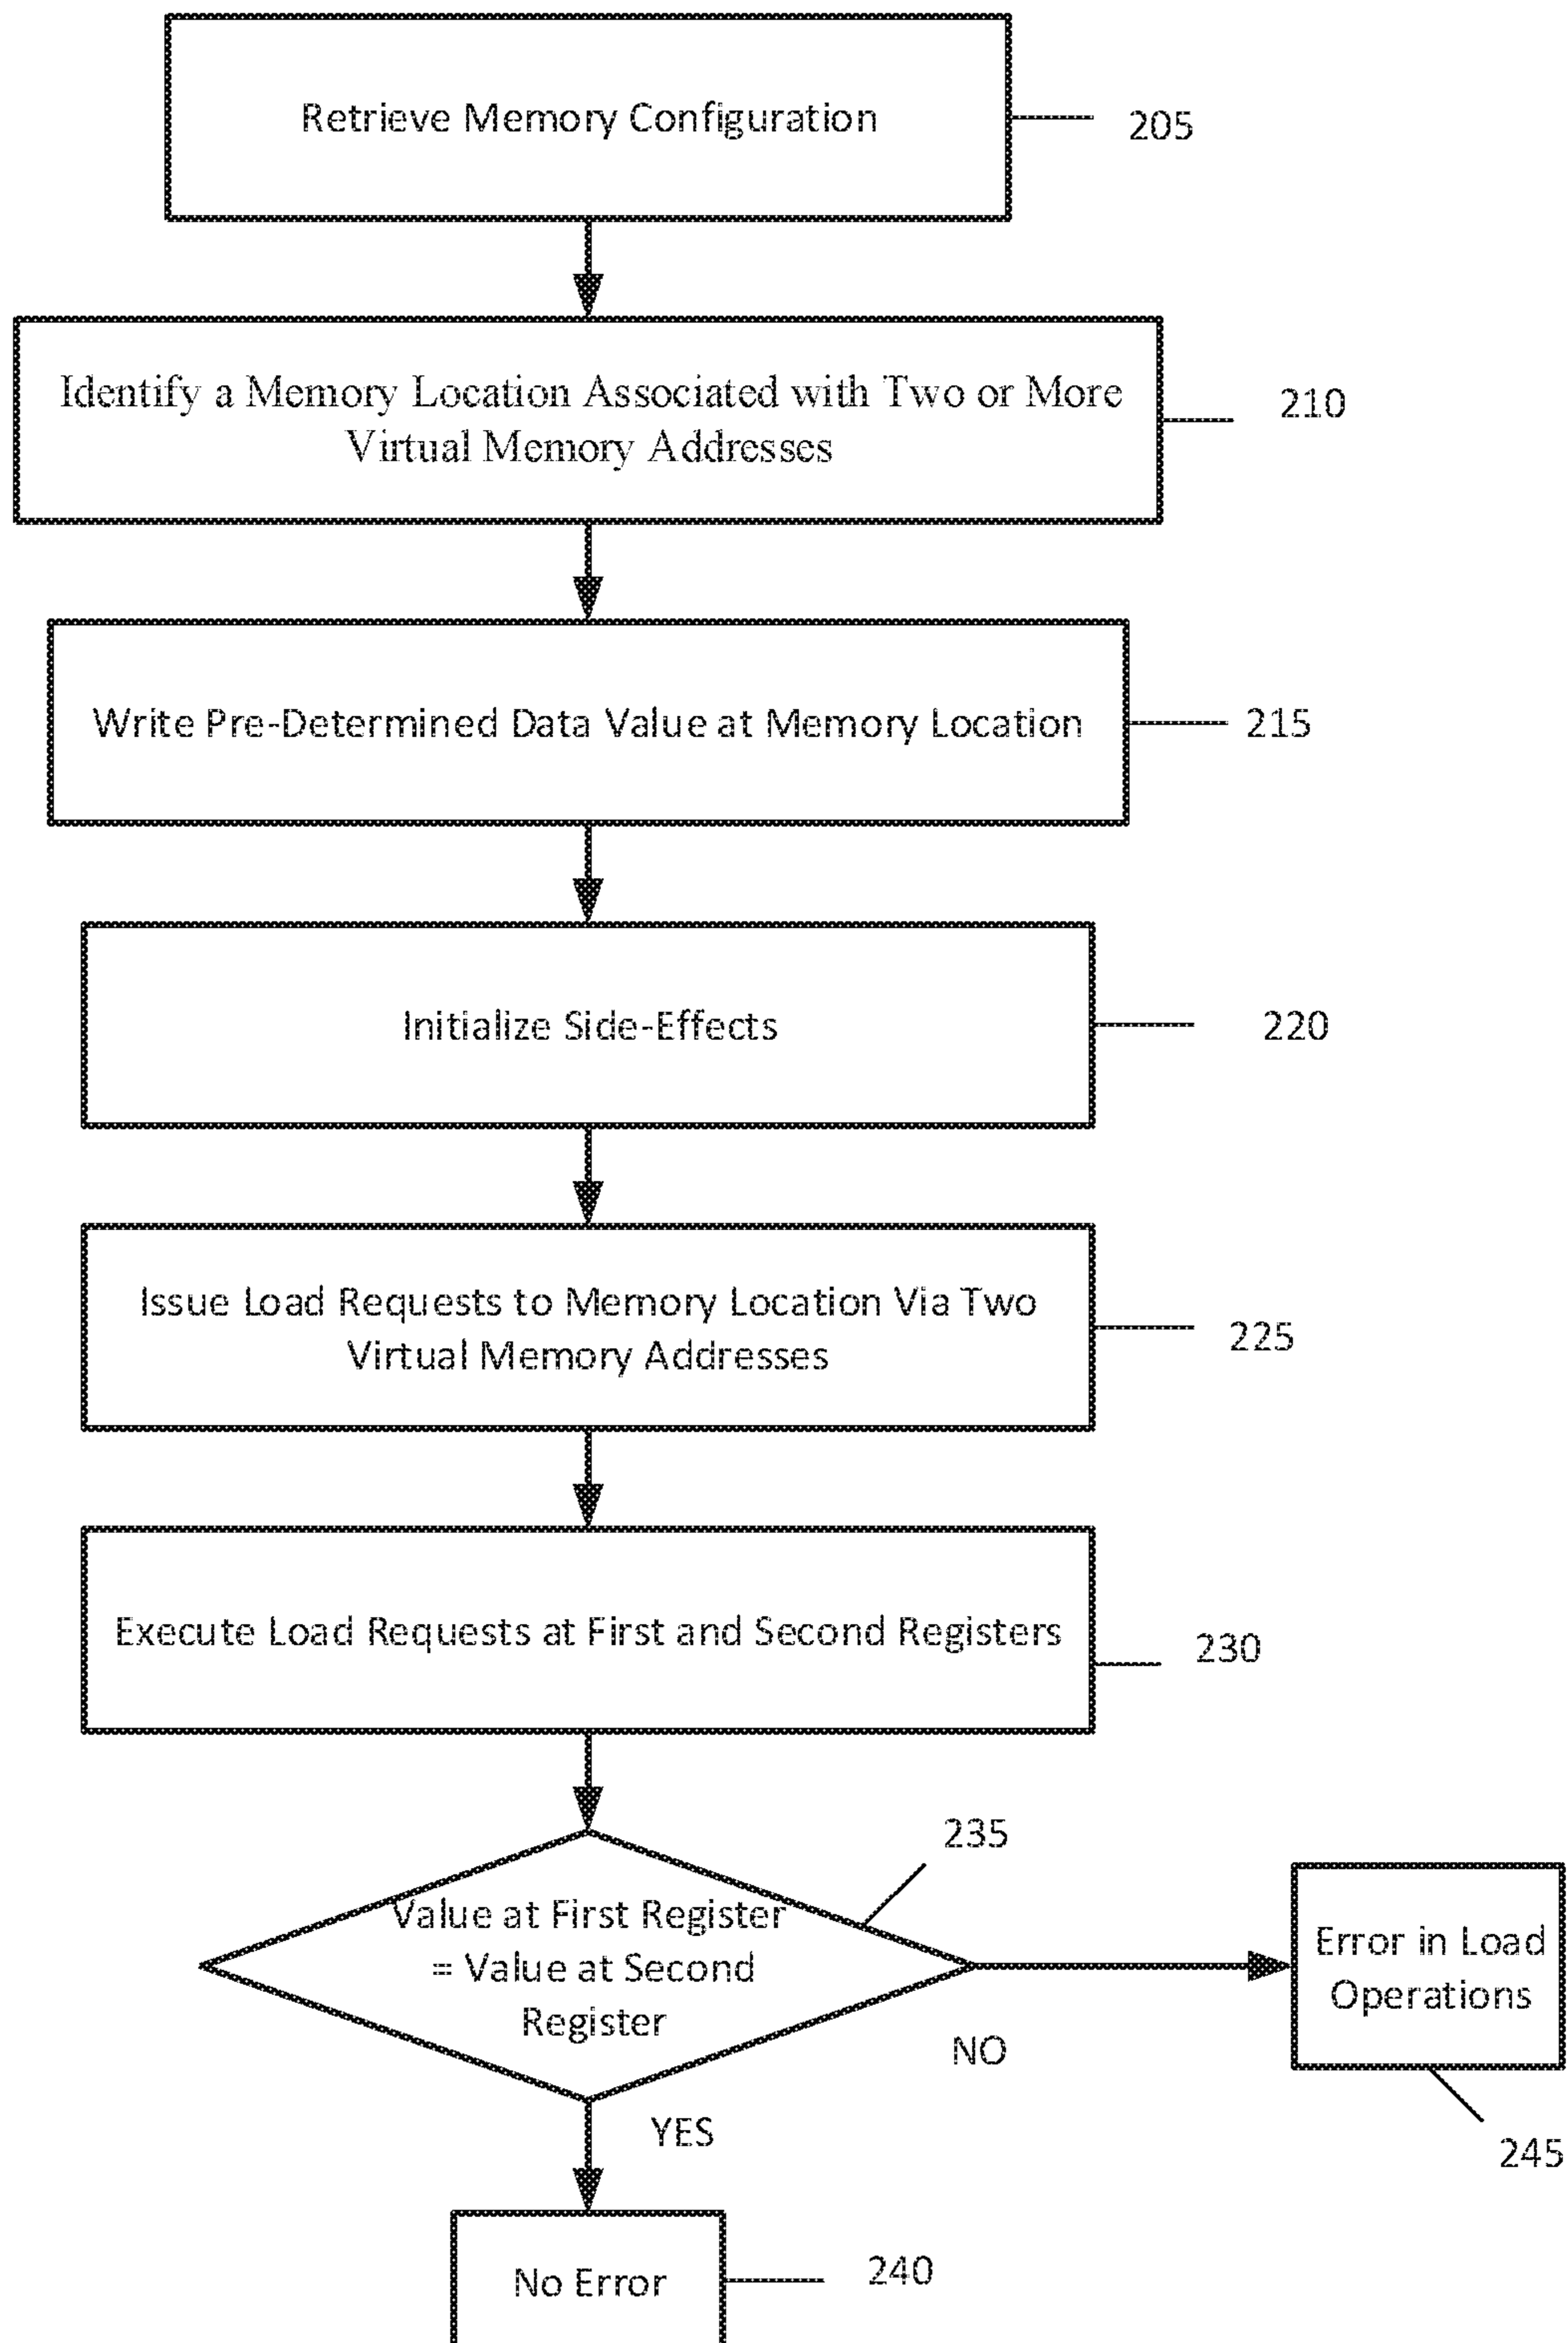 Retrieve Memory Configuration
205
Identify a Memory Location Associated with Two or More
Virtual Memory Addresses
210
Write Pre-Determined Data Value at Memory Location
215
Initialize Side-Effects
220
Issue Load Requests to Memory Location Via Two
Virtual Memory Addresses
225
Execute Load Requests at First and Second Registers
230
235
Value at First Register
= Value at Second
Register
Error in Load
Operations
NO
YES
245
No Error
240